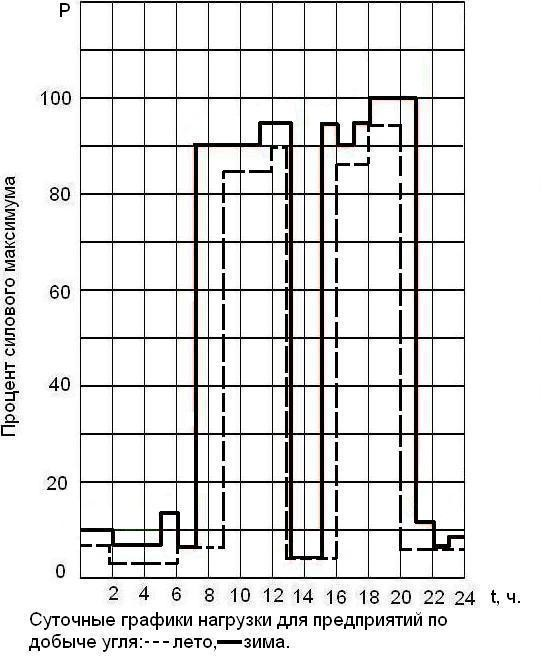 P
100
80
60
40
20
0
Процент силового максимума
2 4 6 8 10 12 14 16 18 20 22 24 t, ч.
Суточные графики нагрузки для предприятий по
добыче угля:---лето,—зима.